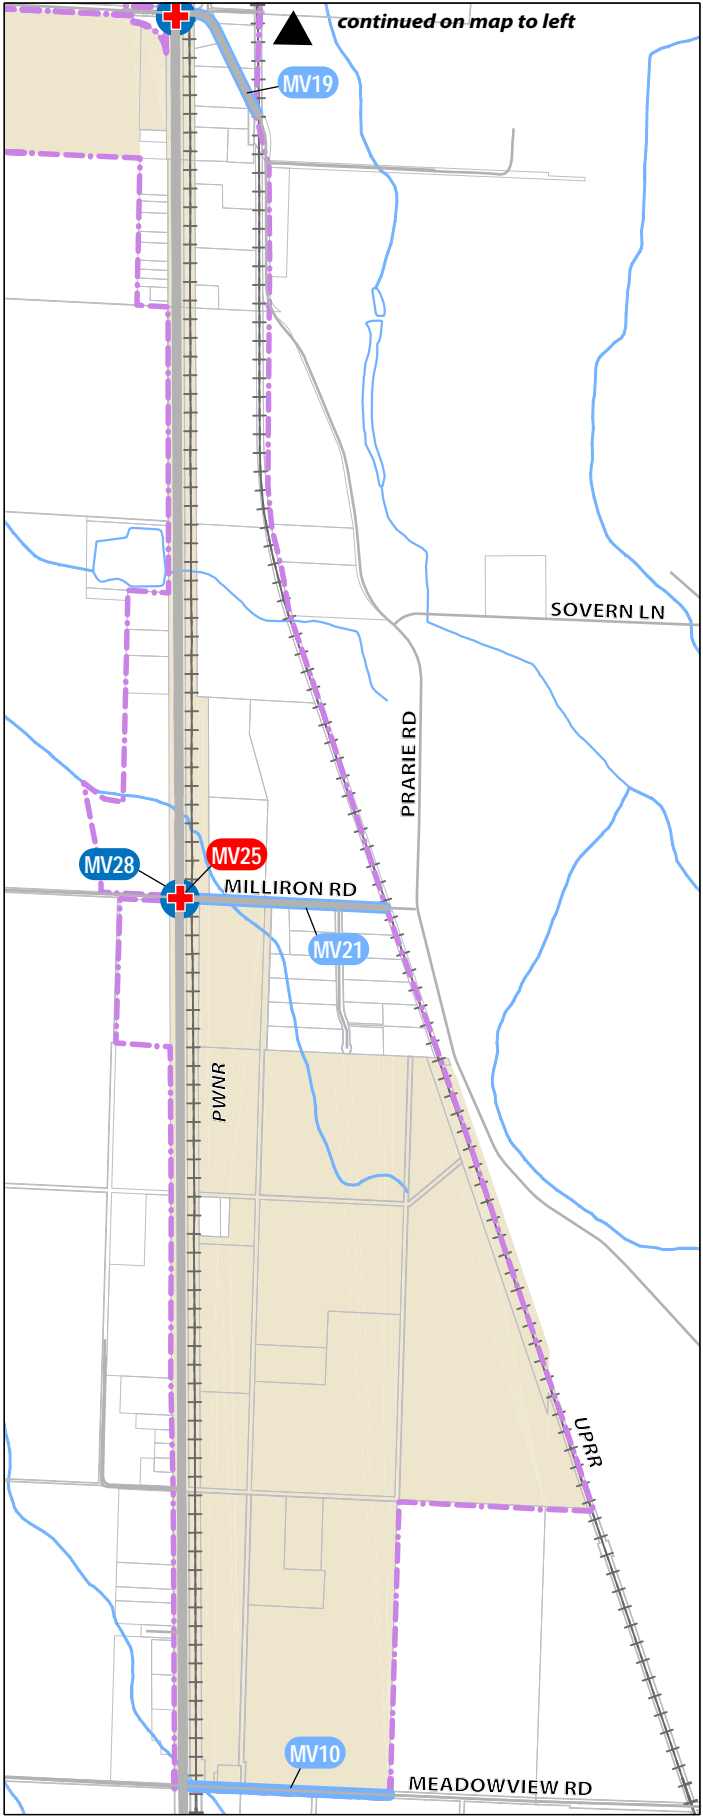 continued on map to left
MV19
SOVERN LN
PRARIE RD
MV28
MV25
MILLIRON RD
MV21
PWNR
UPRR
MV10
MEADOWVIEW RD